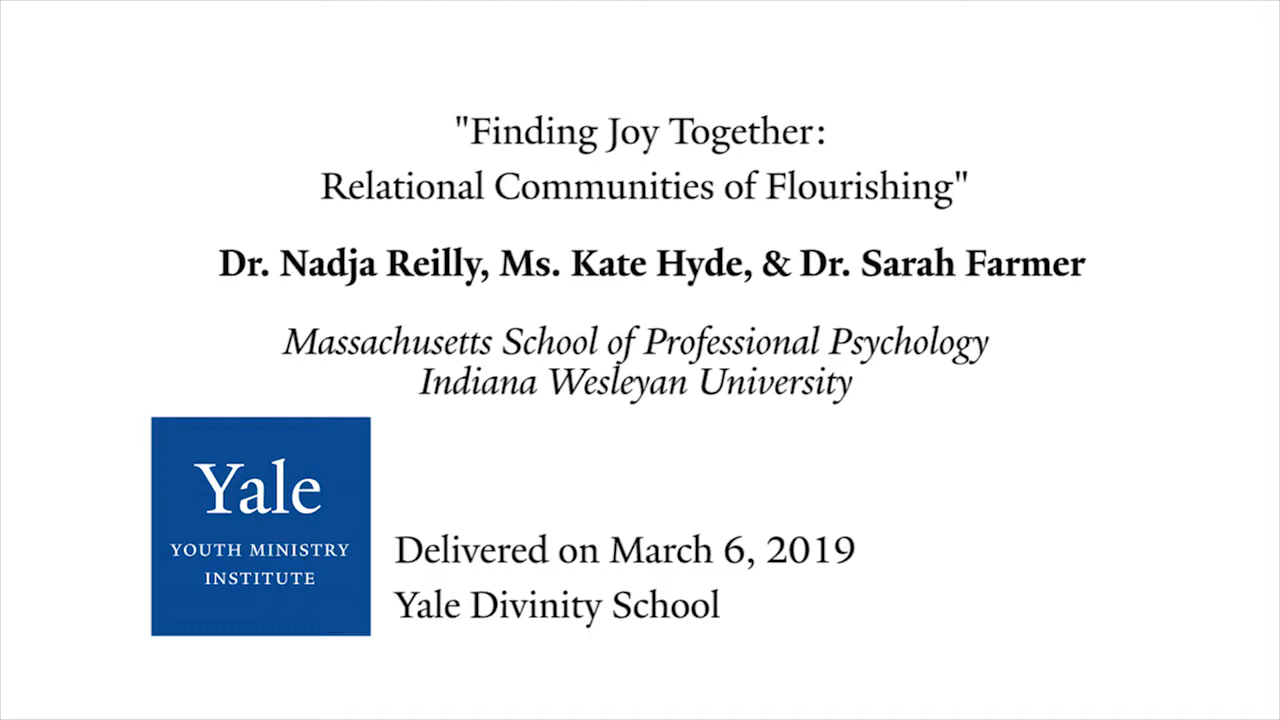 "Finding Joy Together:
Relational Communities of Flourishing"
Dr. Nadja Reilly, Ms. Kate Hyde, & Dr. Sarah Farmer
Massachusetts School of Professional Psychology
Indiana Wesleyan University
Yale
YOUTH MINISTRY
INSTITUTE
Delivered on March 6, 2019
Yale Divinity School